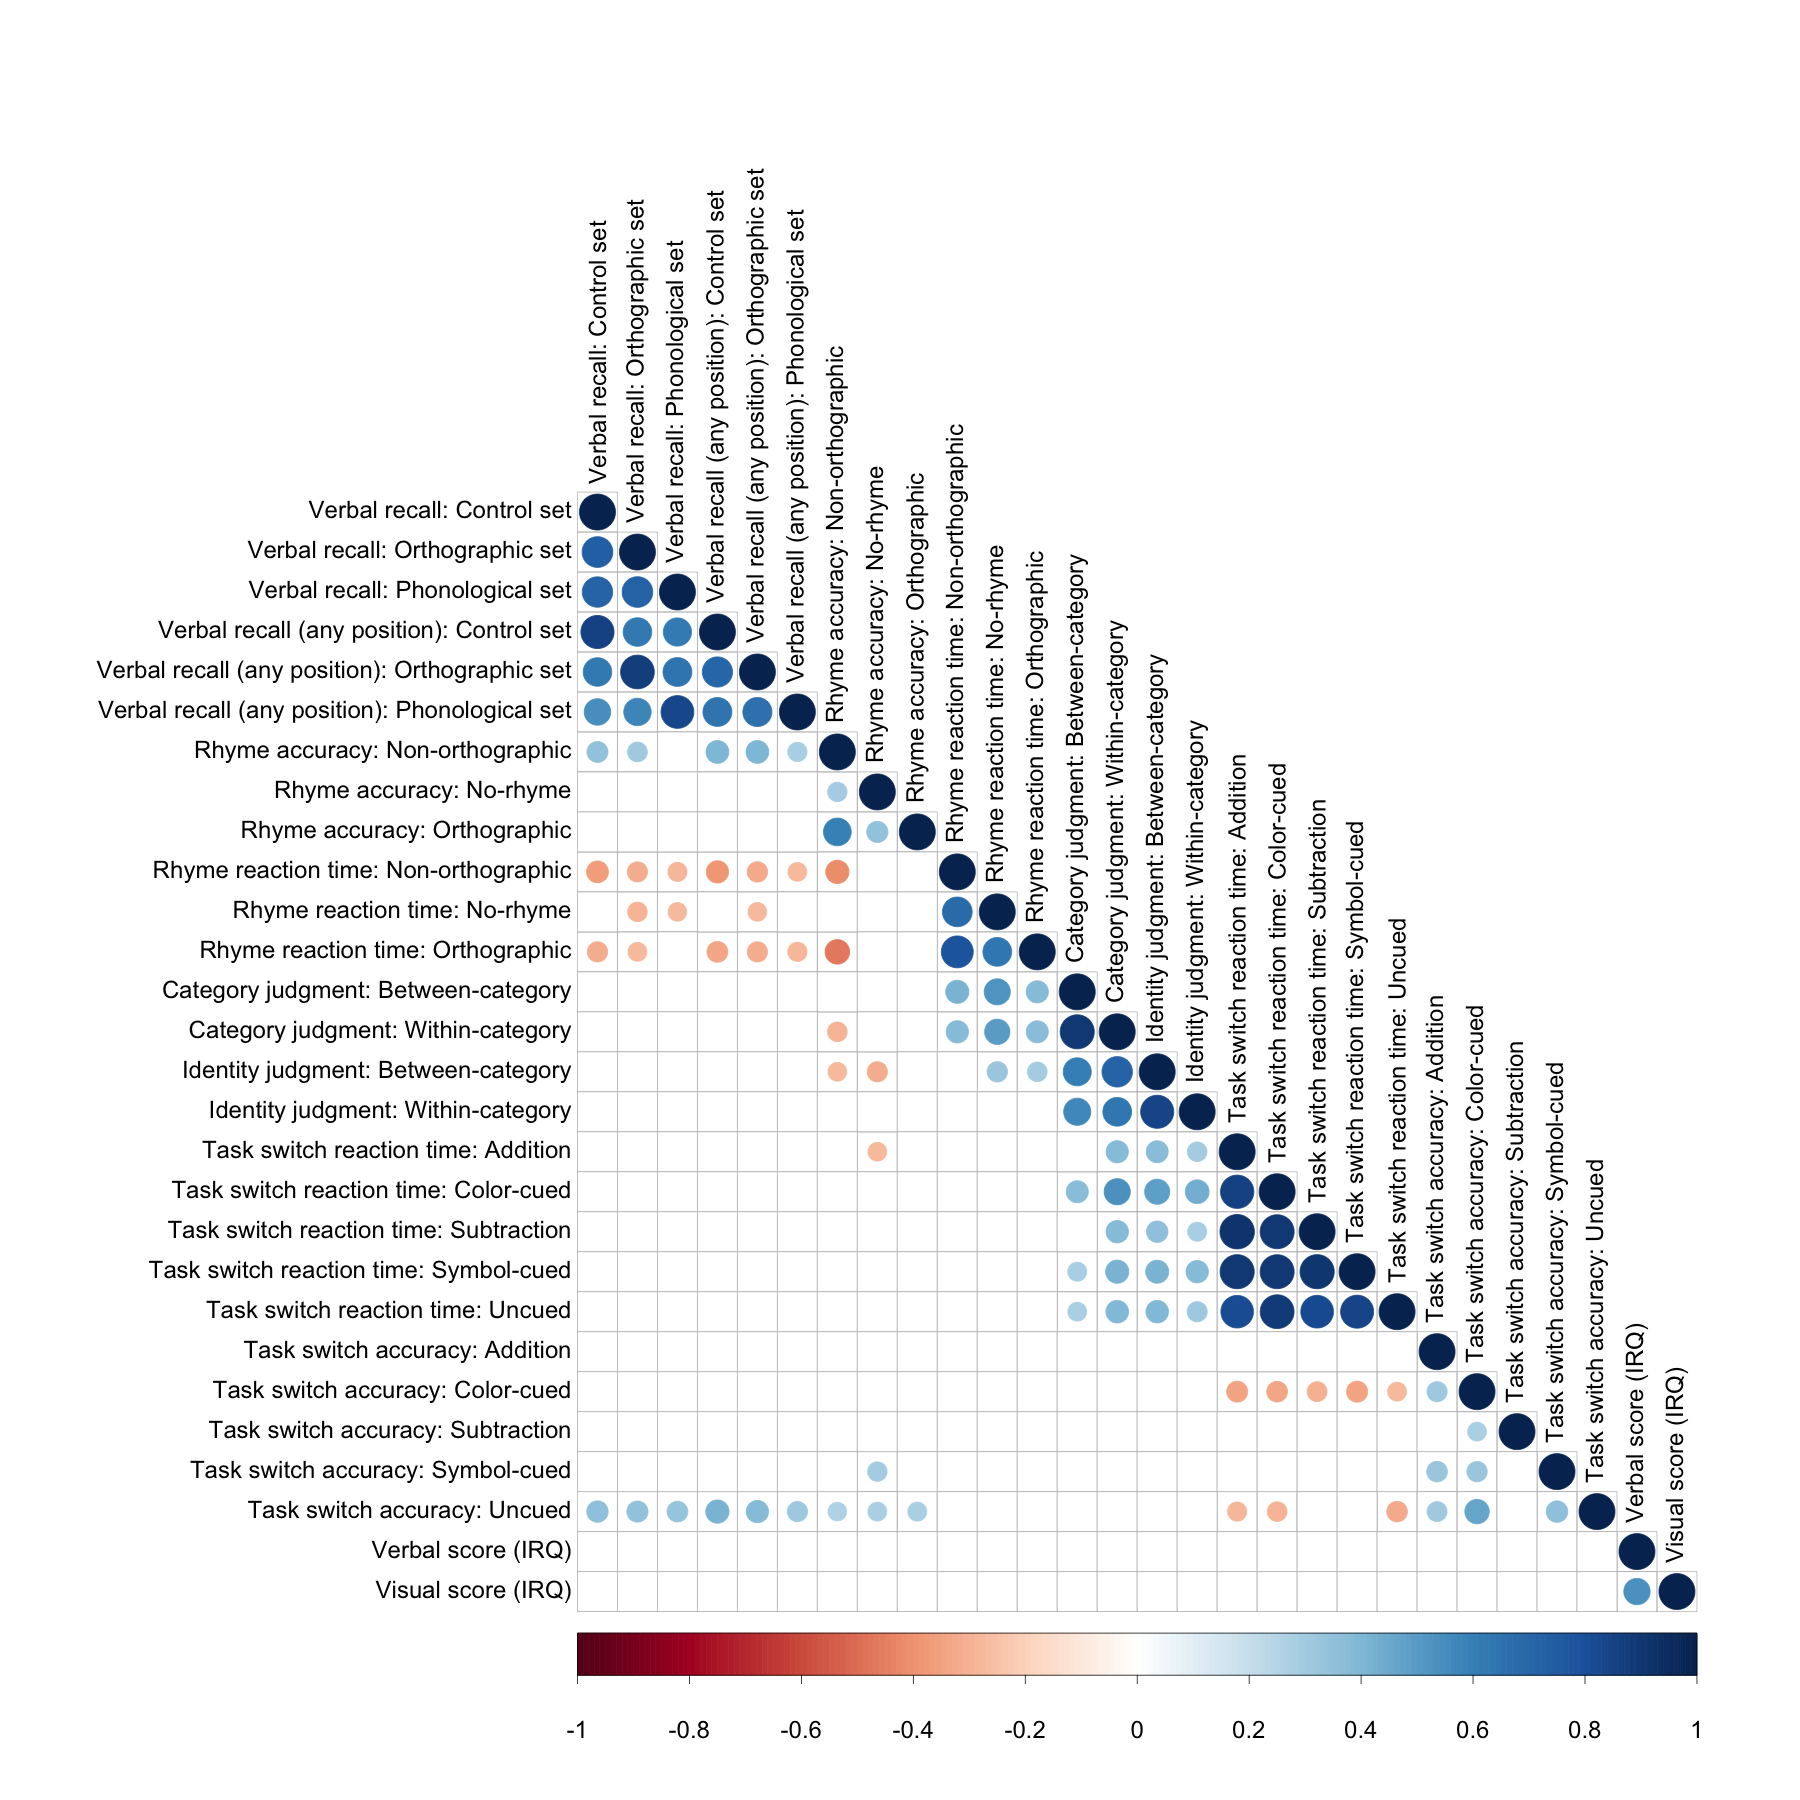 Verbal recall: Control set
Verbal recall: Orthographic set
Verbal recall: Phonological set
Verbal recall (any position): Control set
Verbal recall (any position): Orthographic set
Verbal recall (any position): Phonological set
Rhyme accuracy: Non-orthographic
Rhyme accuracy: No-rhyme
Rhyme accuracy: Orthographic
Rhyme reaction time: Non-orthographic
Rhyme reaction time: No-rhyme
Rhyme reaction time: Orthographic
Category judgment: Between-category
Category judgment: Within-category
Identity judgment: Between-category
Identity judgment: Within-category
Task switch reaction time: Addition
Task switch reaction time: Color-cued
Task switch reaction time: Subtraction
Task switch reaction time: Symbol-cued
Task switch reaction time: Uncued
Task switch accuracy: Addition
Task switch accuracy: Color-cued
Task switch accuracy: Subtraction
Task switch accuracy: Symbol-cued
Task switch accuracy: Uncued
Verbal score (IRQ)
Visual score (IRQ)
Verbal recall: Control set
Verbal recall: Orthographic set
Verbal recall: Phonological set
Verbal recall (any position): Control set
Verbal recall (any position): Orthographic set
Verbal recall (any position): Phonological set
Rhyme accuracy: Non-orthographic
Rhyme accuracy: No-rhyme
Rhyme accuracy: Orthographic
Rhyme reaction time: Non-orthographic
Rhyme reaction time: No-rhyme
Rhyme reaction time: Orthographic
Category judgment: Between-category
Category judgment: Within-category
Identity judgment: Between-category
Identity judgment: Within-category
Task switch reaction time: Addition
Task switch reaction time: Color-cued
Task switch reaction time: Subtraction
Task switch reaction time: Symbol-cued
Task switch reaction time: Uncued
Task switch accuracy: Addition
Task switch accuracy: Color-cued
Task switch accuracy: Subtraction
Task switch accuracy: Symbol-cued
Task switch accuracy: Uncued
Verbal score (IRQ)
Visual score (IRQ)
-1 -0.8 -0.6 -0.4 -0.2 0 0.2 0.4 0.6 0.8 1